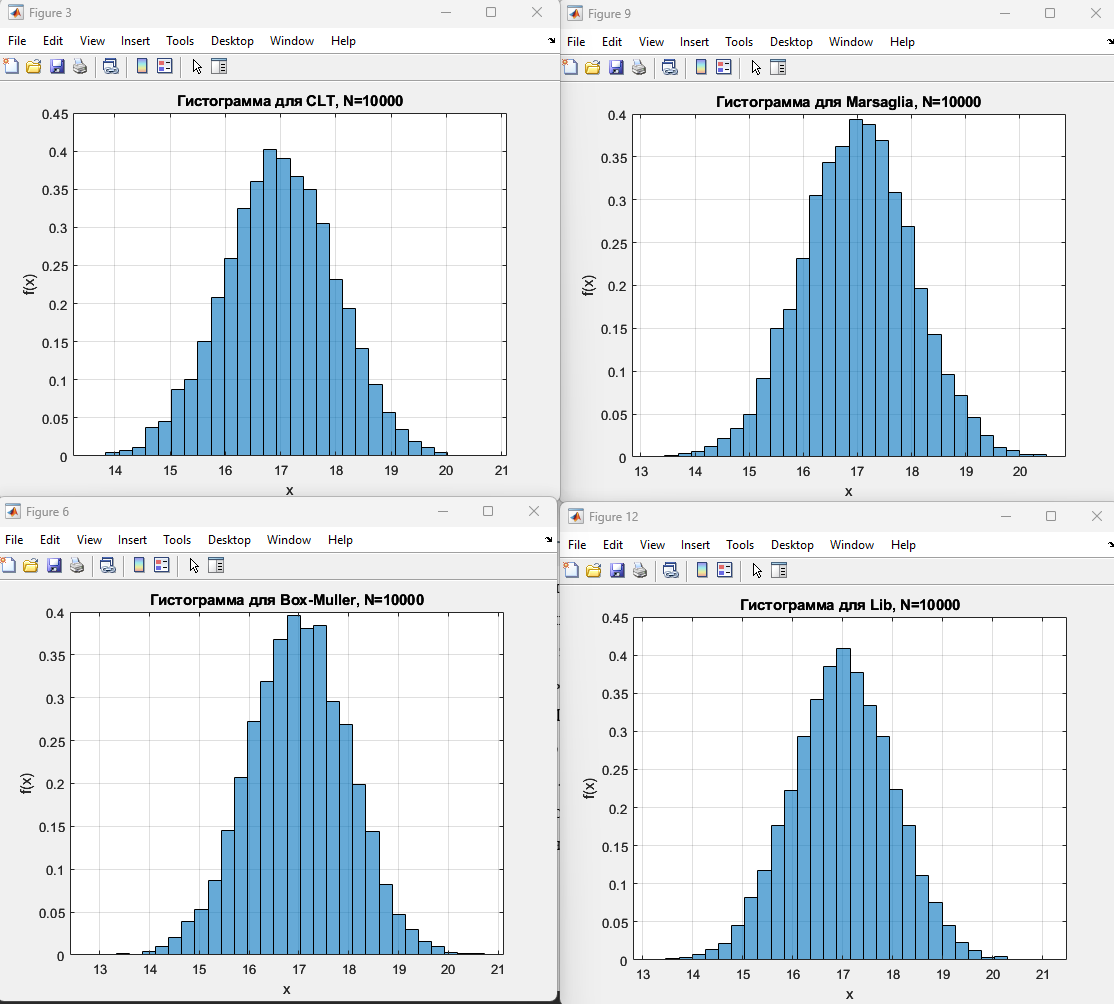 Figure 3
File Edit View Insert Tools Desktop Window Help
Гистограмма для CLT, N=10000
0.45
0.4
0.35
0.3
0.25
0.2
0.15
0.1
0.05
0
f(x)
14 15 16 17 18 19 20 21
x
Figure 9
File Edit View Insert Tools Desktop Window Help
Гистограмма для Marsaglia, N=10000
0.4
0.35
0.3
0.25
0.2
0.15
0.1
0.05
0
f(x)
13 14 15 16 17 18 19 20
x
Figure 6
File Edit View Insert Tools Desktop Window Help
Гистограмма для Box-Muller, N=10000
0.4
0.35
0.3
0.25
0.2
0.15
0.1
0.05
0
f(x)
13 14 15 16 17 18 19 20 21
x
Figure 12
File Edit View Insert Tools Desktop Window Help
Гистограмма для Lib, N=10000
0.45
0.4
0.35
0.3
0.25
0.2
0.15
0.1
0.05
0
f(x)
13 14 15 16 17 18 19 20 21
x